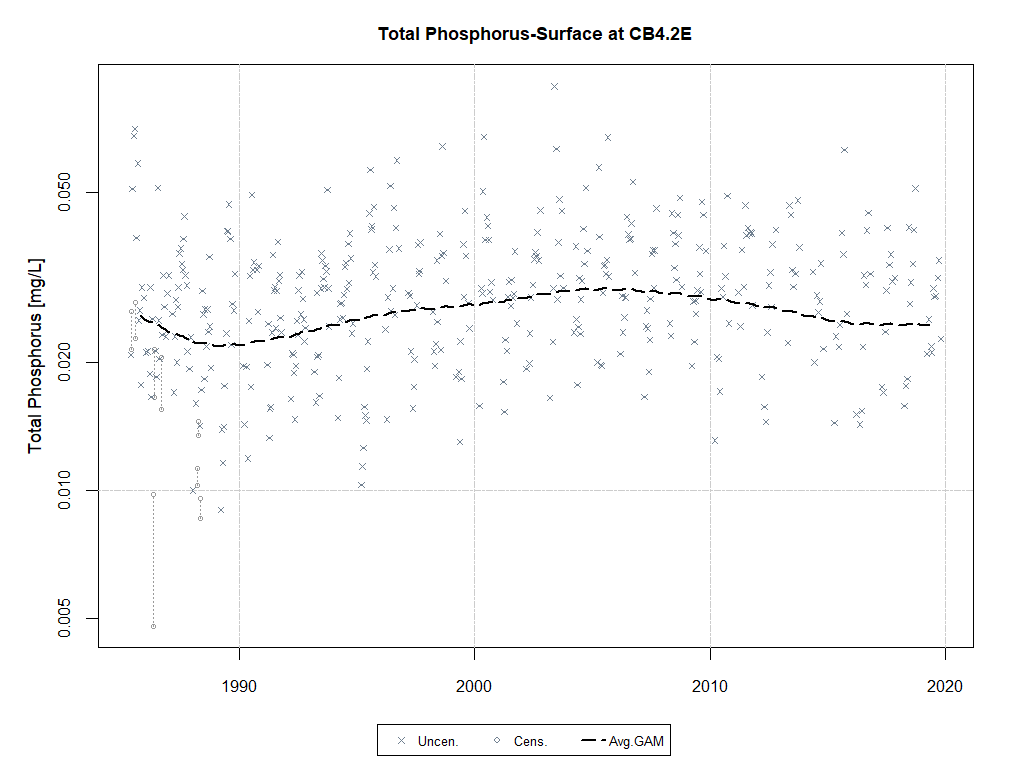 Total Phosphorus-Surface at CB4.2E
Total Phosphorus [mg/L]
0.050
0.020
0.010
0.005
1990 2000 2010 2020
Uncen. Cens. Avg.GAM